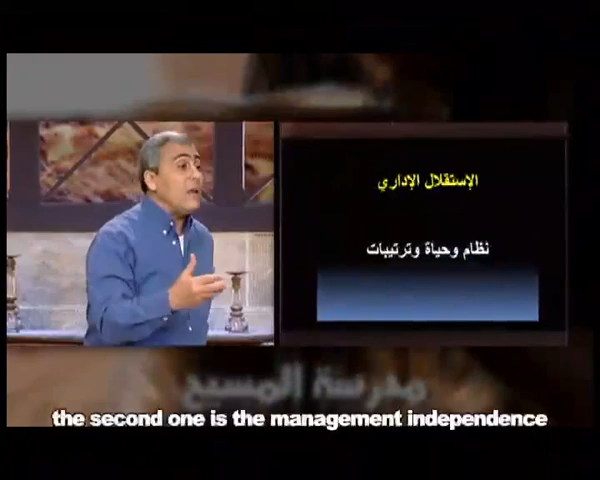 الإستقلال الإداري
نظام وحياة وترتيبات
مدرسة المسيح
the second one is the management independence